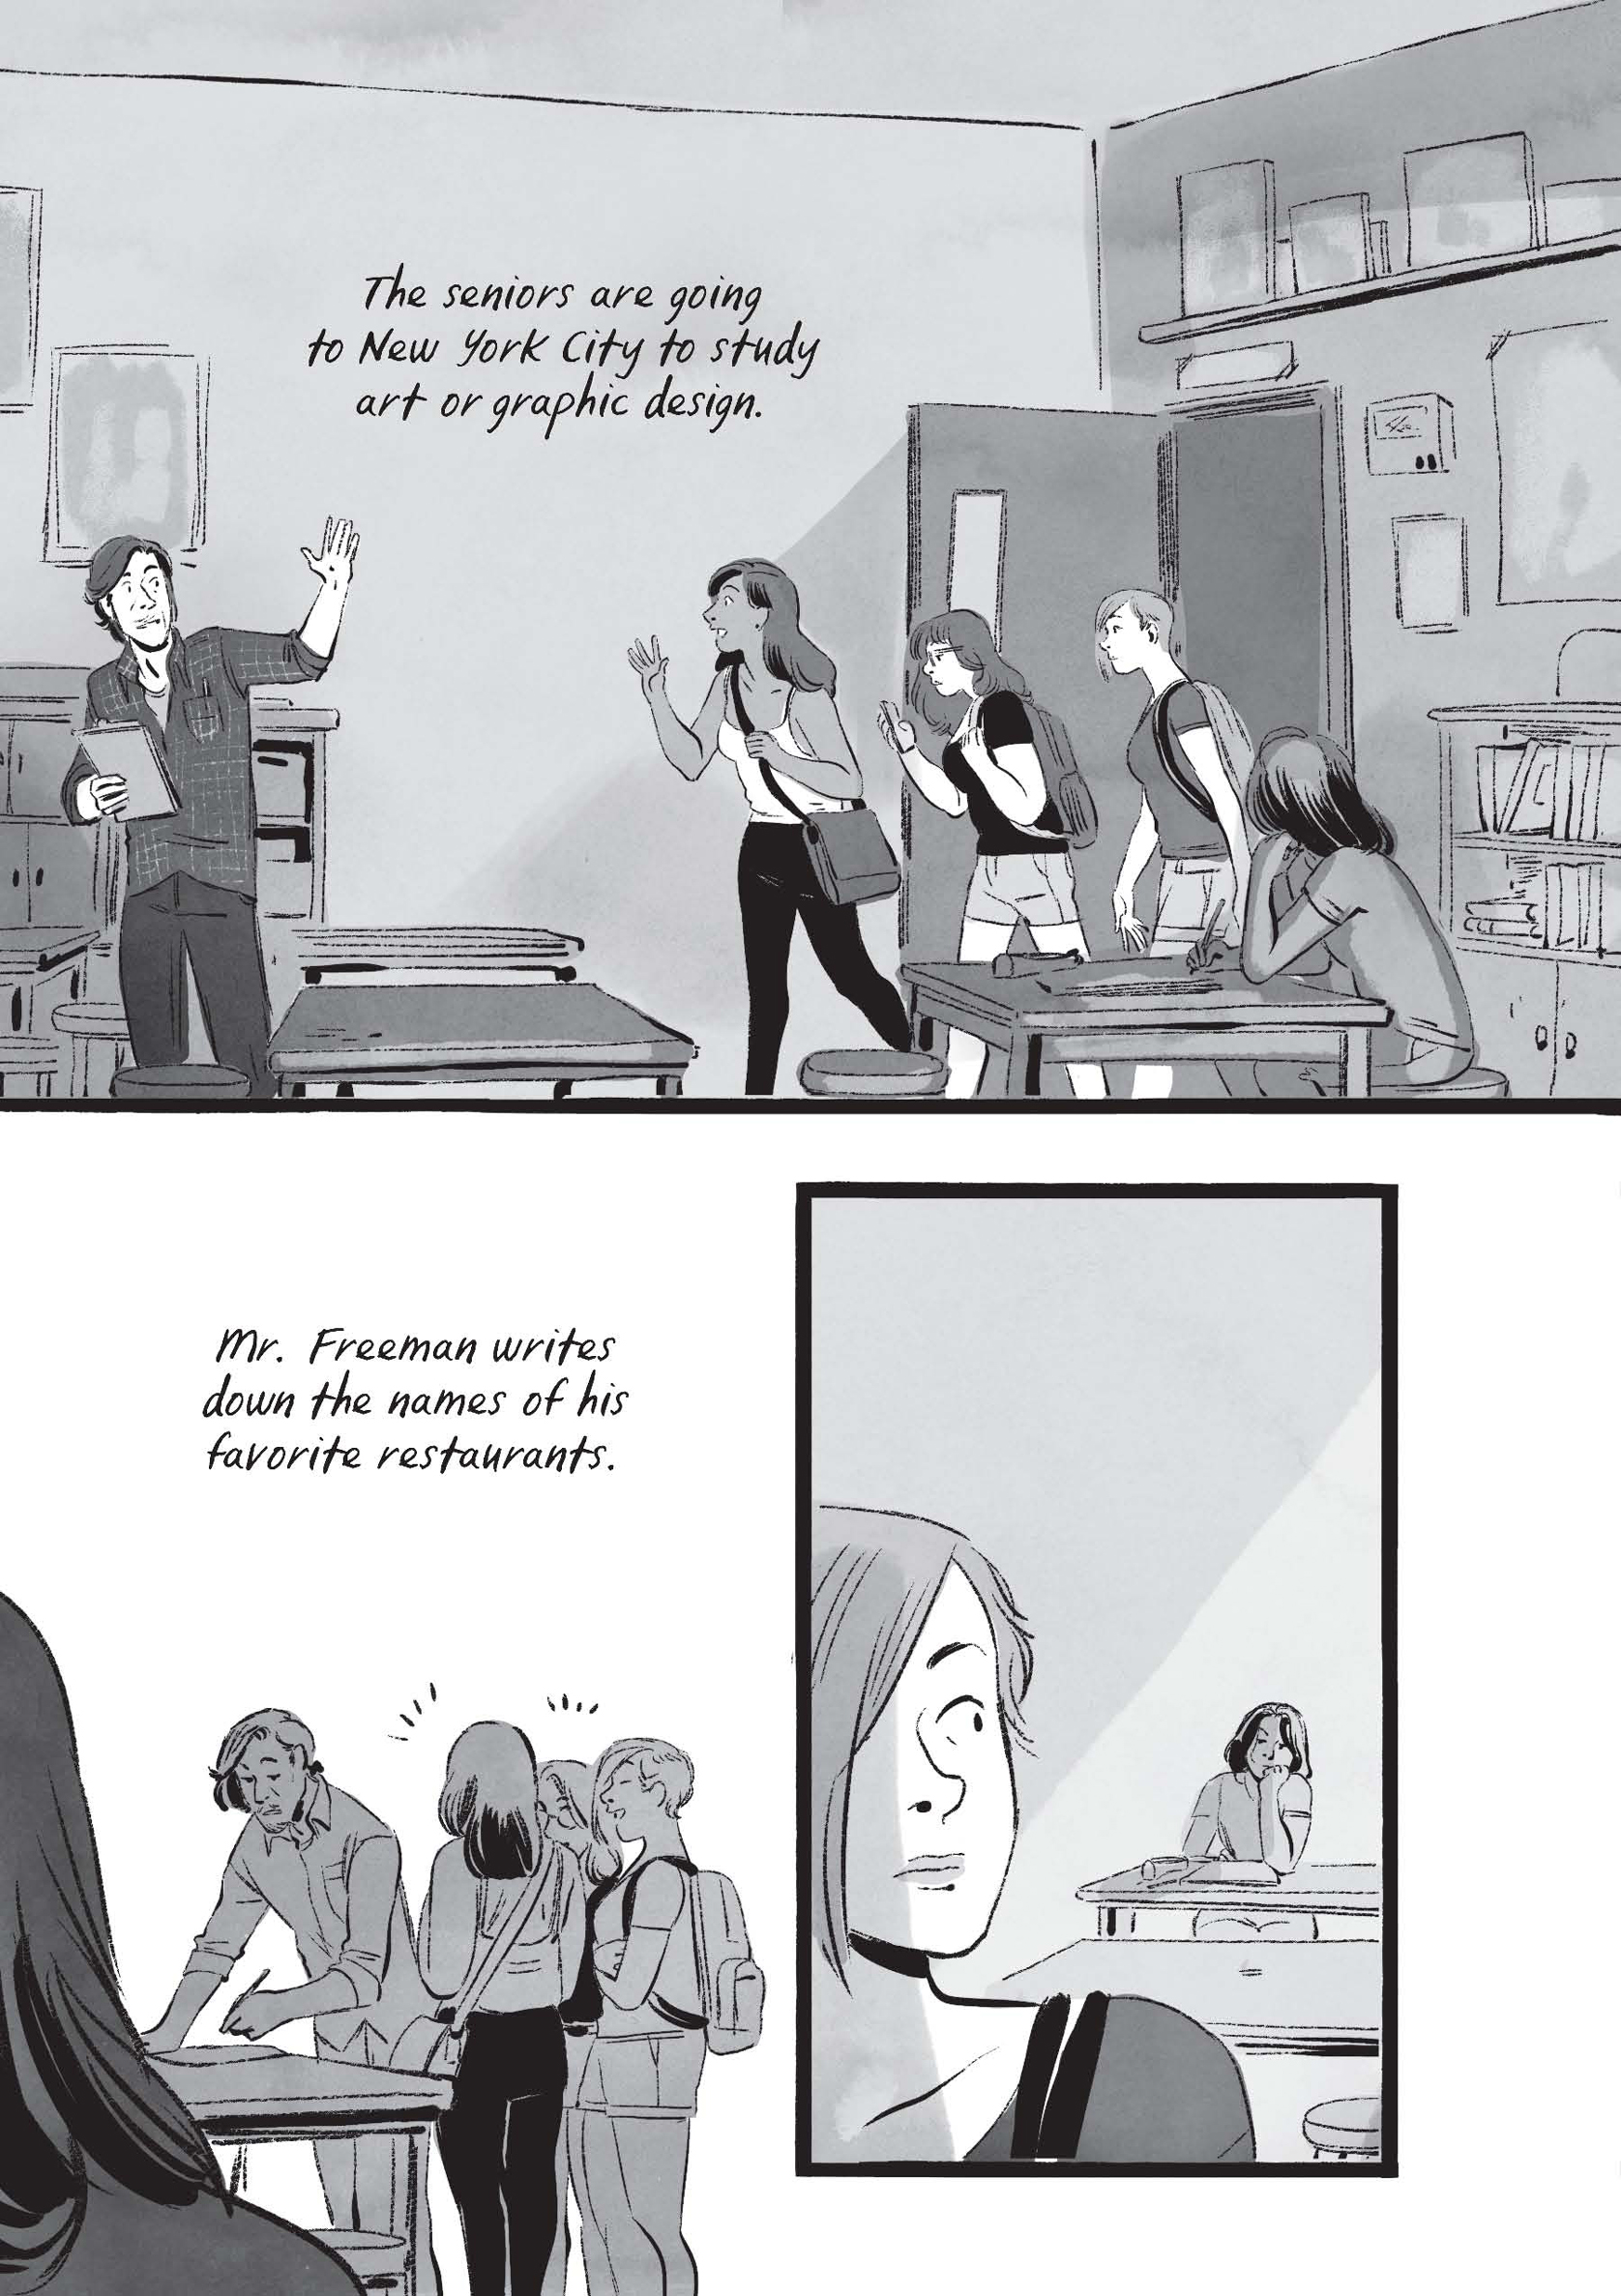 The seniors are going
to New York City to study
art or graphic design.
Mr. Freeman writes
down the names of his
favorite restaurants.